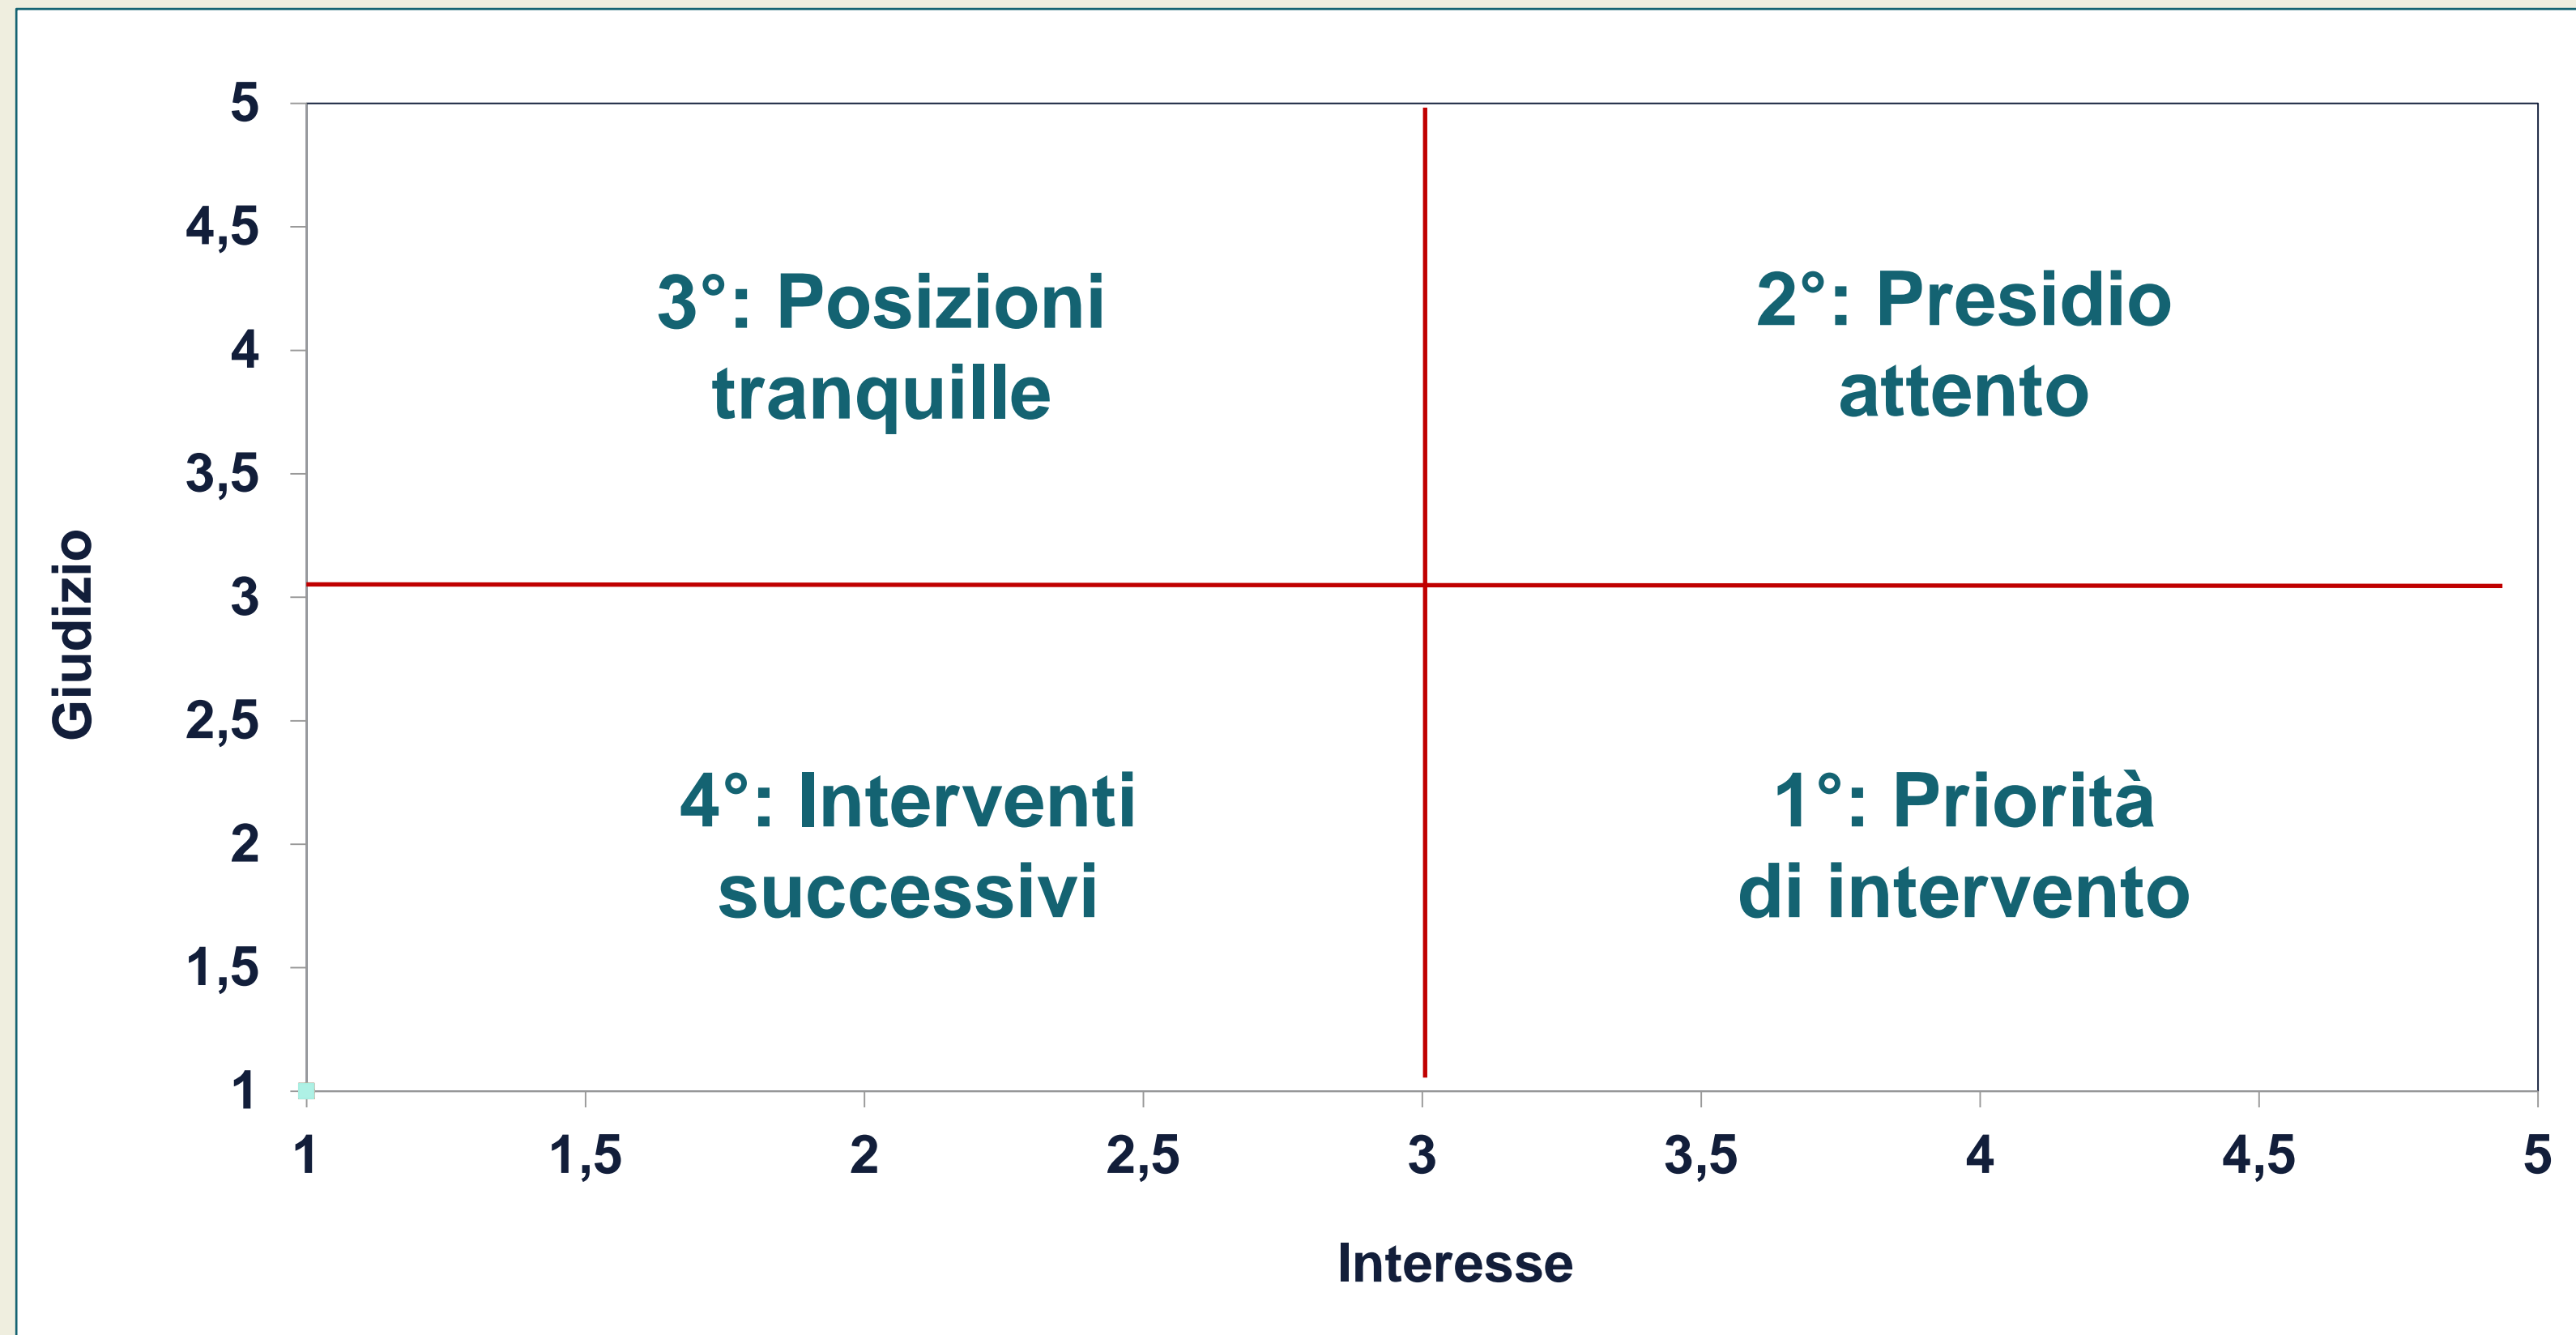 5
4,5
4
3,5
3
2,5
2
1,5
1
Giudizio
3°: Posizioni
tranquille
2°: Presidio
attento
4°: Interventi
successivi
1°: Priorità
di intervento
1
1,5
2
2,5
3
3,5
4
4,5
5
Interesse